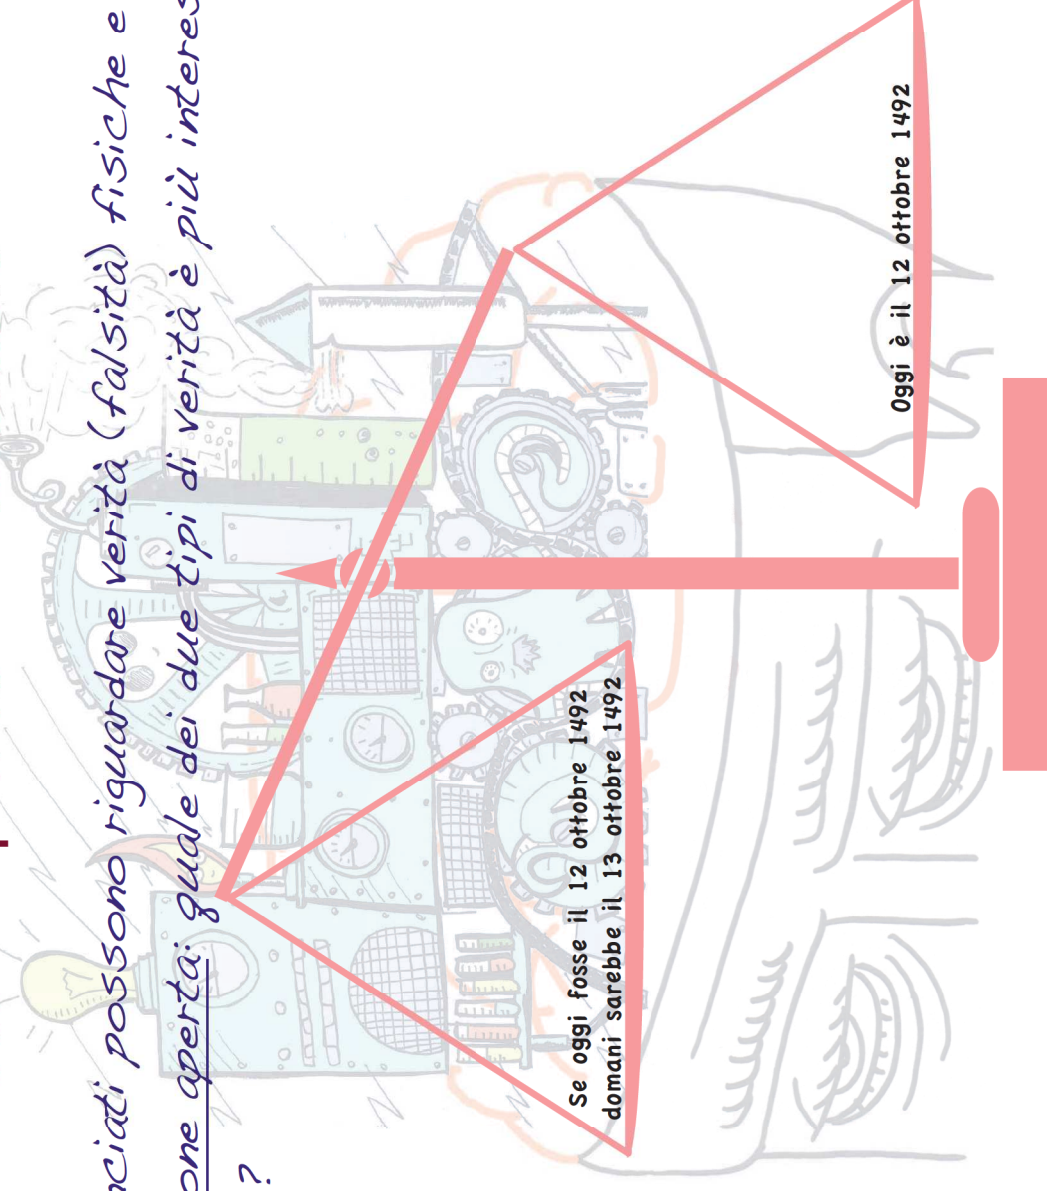 nciati possono riguardare verità (falsità) fisiche e
one aperta: quale dei due tipi di verità è più interes
?
Se oggi fosse il 12 ottobre 1492
domani sarebbe il 13 ottobre 1492
Oggi è il 12 ottobre 1492